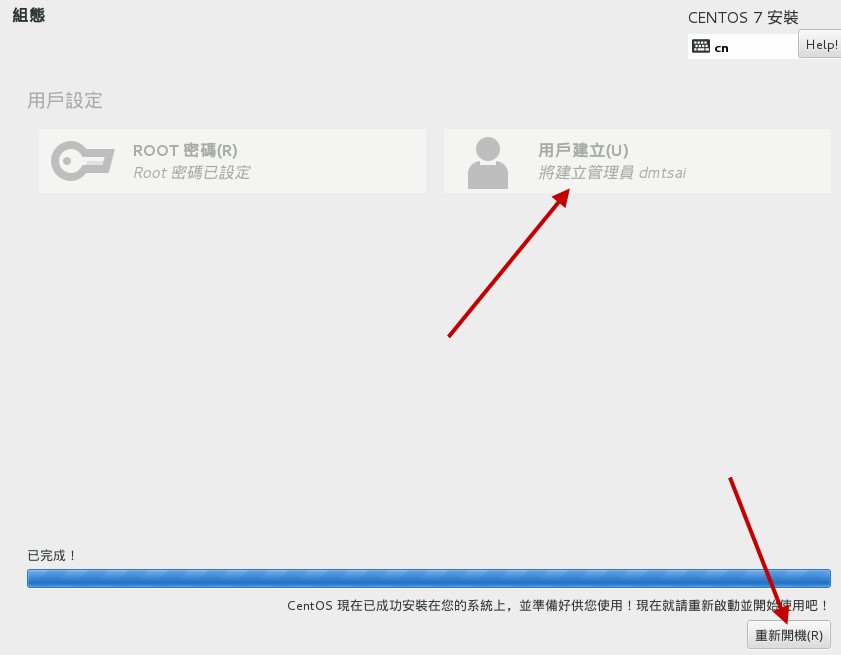 組態
CENTOS 7 安裝
cn
Help!
用戶設定
ROOT 密碼(R)
Root 密碼已設定
用戶建立(U)
將建立管理員 dmtsai
已完成！
CentOS 現在已成功安裝在您的系統上，並準備好供您使用！現在就請重新啟動並開始使用吧！
重新開機(R)